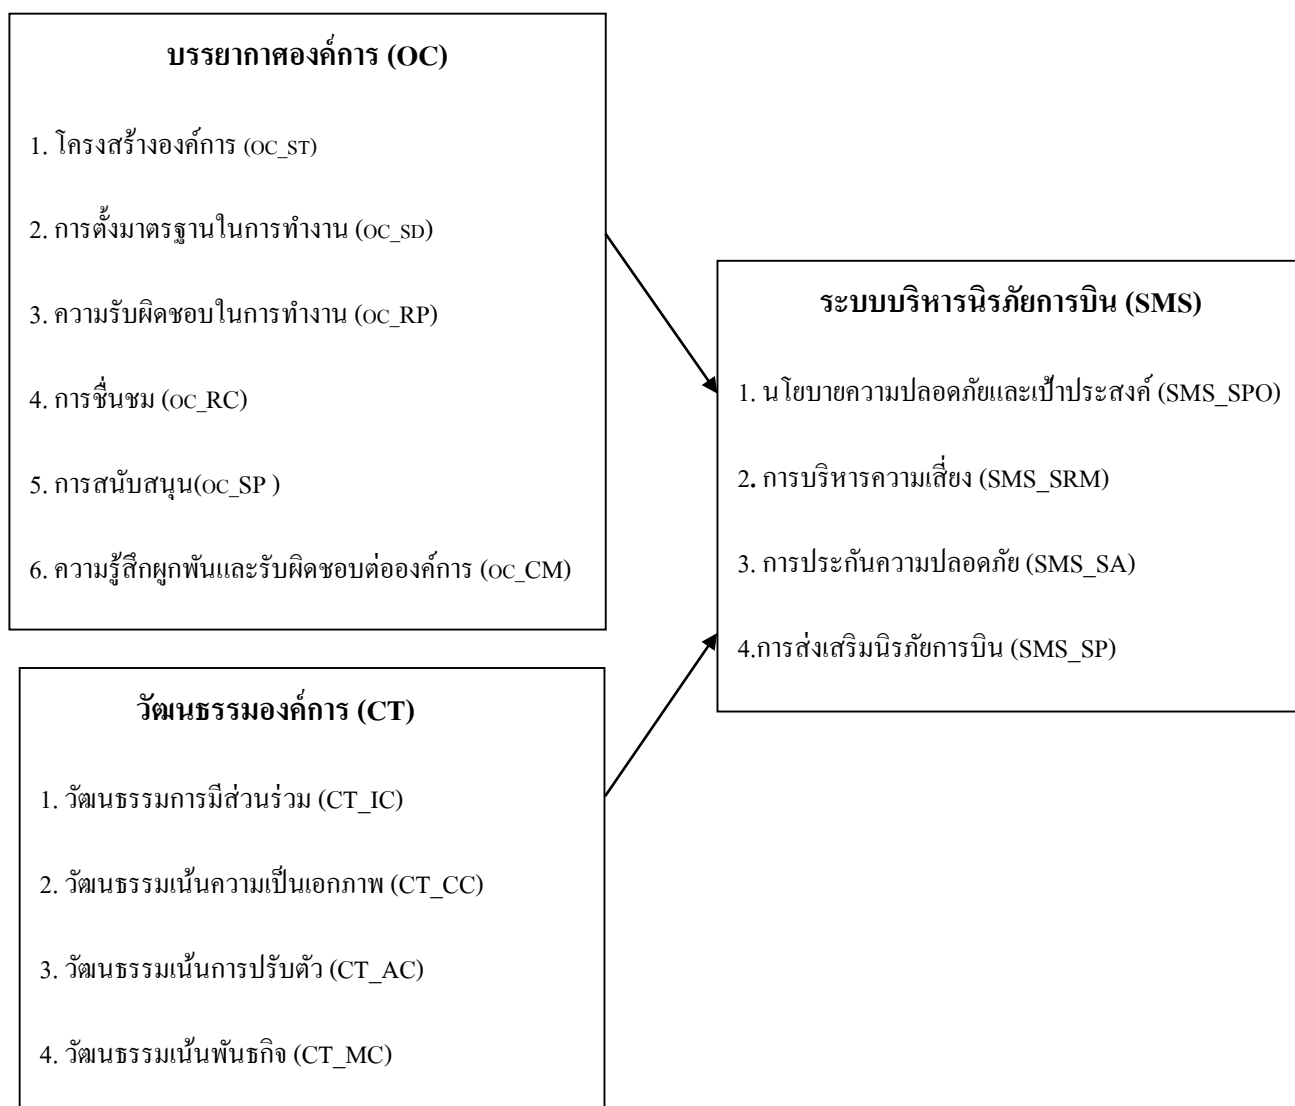 บรรยากาศองค์การ (OC)
1. โครงสร้างองค์การ (OC_ST)
2. การตั้งมาตรฐานในการทำงาน (OC_SD)
3. ความรับผิดชอบในการทำงาน (OC_RP)
4. การชื่นชม (OC_RC)
5. การสนับสนุน(OC_SP )
6. ความรู้สึกผูกพันและรับผิดชอบต่อองค์การ (OC_CM)
ระบบบริหารนิรภัยการบิน (SMS)
1. นโยบายความปลอดภัยและเป้าประสงค์ (SMS_SPO)
2. การบริหารความเสี่ยง (SMS_SRM)
3. การประกันความปลอดภัย (SMS_SA)
4.การส่งเสริมนิรภัยการบิน (SMS_SP)
วัฒนธรรมองค์การ (CT)
1. วัฒนธรรมการมีส่วนร่วม (CT_IC)
2. วัฒนธรรมเน้นความเป็นเอกภาพ (CT_CC)
3. วัฒนธรรมเน้นการปรับตัว (CT_AC)
4. วัฒนธรรมเน้นพันธกิจ (CT_MC)